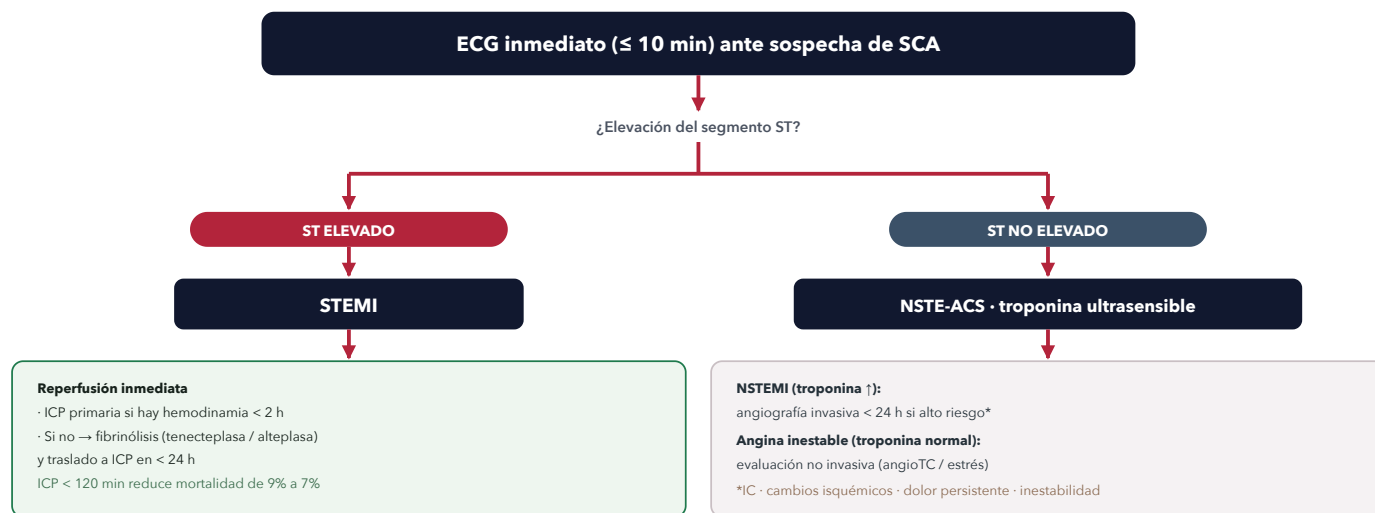 ECG inmediato (≤ 10 min) ante sospecha de SCA
¿Elevación del segmento ST?
ST ELEVADO
ST NO ELEVADO
STEMI
NSTE-ACS · troponina ultrasensible
Reperfusión inmediata
· ICP primaria si hay hemodinamia < 2 h
· Si no → fibrinólisis (tenecteplasa / alteplasa)
y traslado a ICP en < 24 h
ICP < 120 min reduce mortalidad de 9% a 7%
NSTEMI (troponina ↑):
angiografía invasiva < 24 h si alto riesgo*
Angina inestable (troponina normal):
evaluación no invasiva (angioTC / estrés)
*IC · cambios isquémicos · dolor persistente · inestabilidad